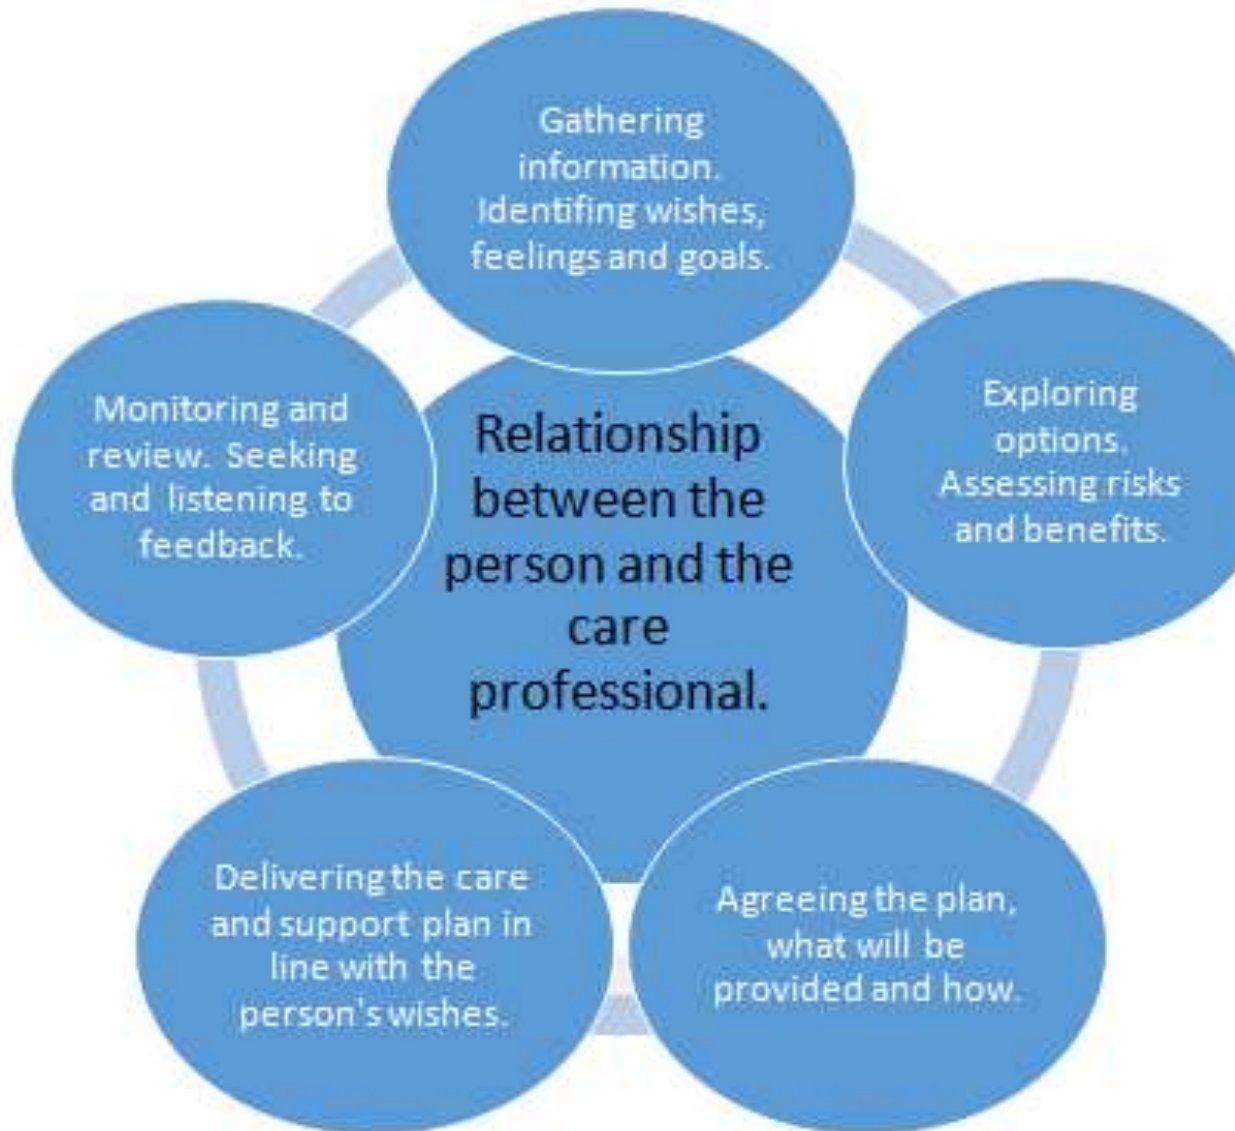 Gathering
information.
Identifing wishes,
feelings and goals.
Exploring
options.
Assessing risks
and benefits.
Agreeing the plan,
what will be
provided and how.
Delivering the care
and support plan in
line with the
person's wishes.
Monitoring and
review. Seeking
and listening to
feedback.
Relationship
between the
person and the
care
professional.